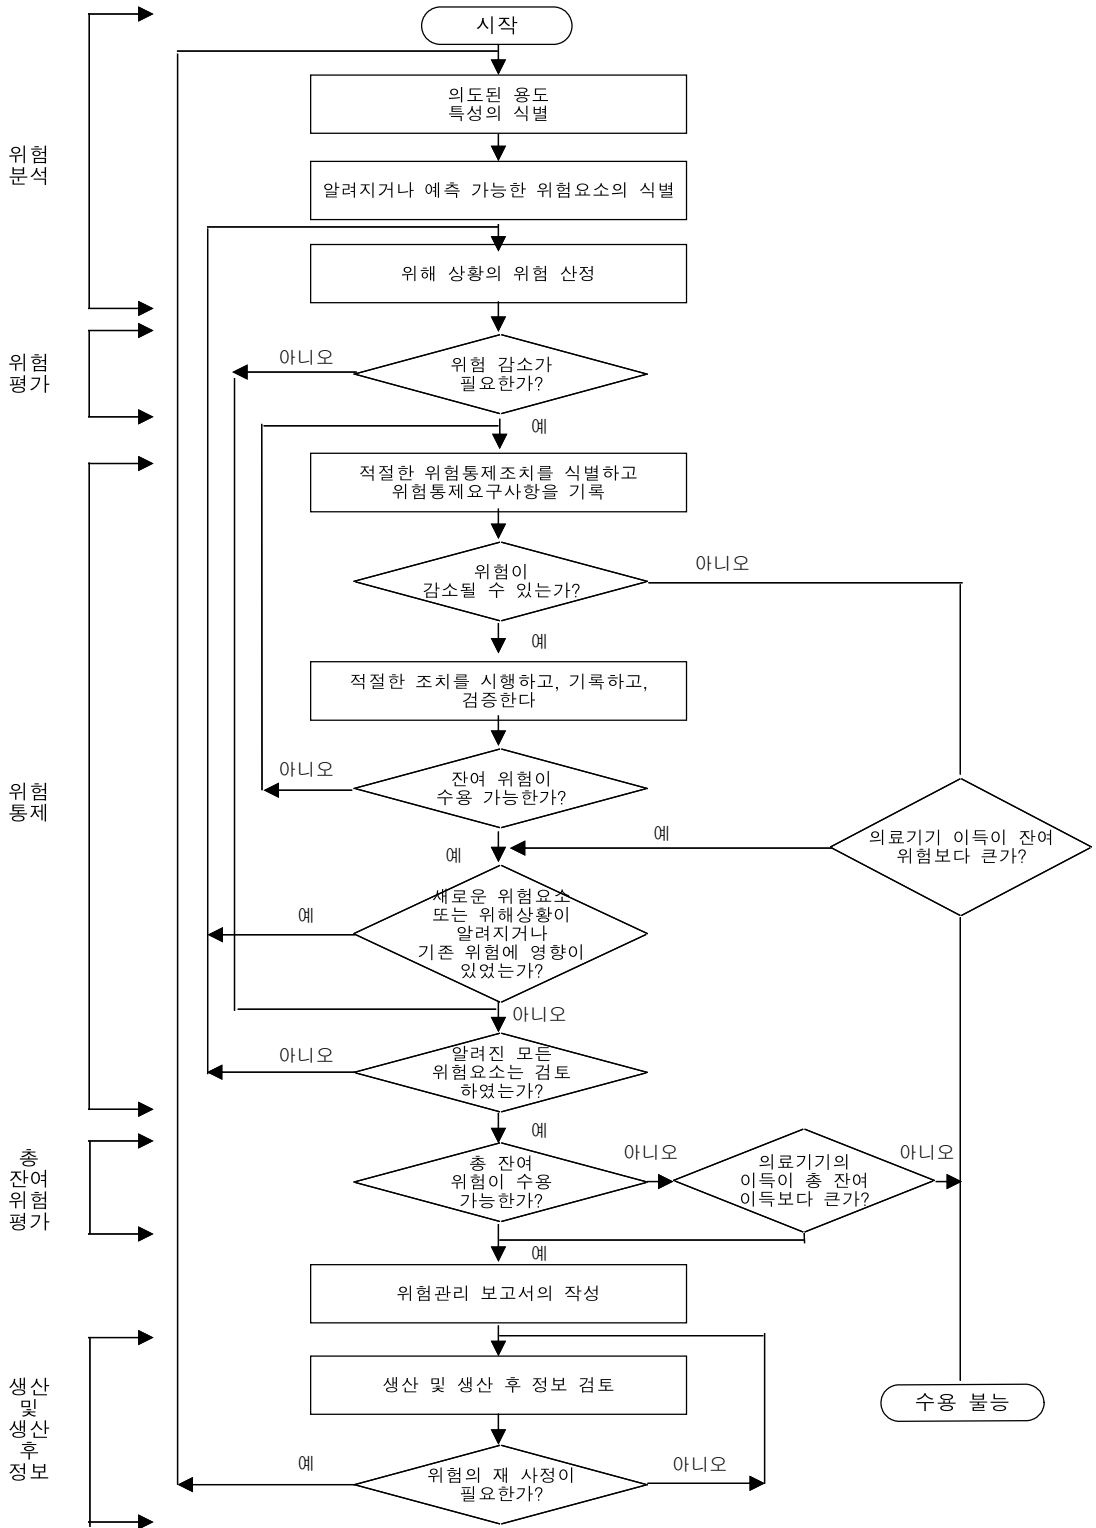 시작
의도된 용도
특성의 식별
위험
분석
알려지거나 예측 가능한 위험요소의 식별
위해 상황의 위험 산정
위험
평가
아니오
위험 감소가
필요한가?
예
적절한 위험통제조치를 식별하고
위험통제요구사항을 기록
위험이
감소될 수 있는가?
아니오
예
적절한 조치를 시행하고, 기록하고,
검증한다
위험
통제
아니오
잔여 위험이
수용 가능한가?
예
의료기기 이득이 잔여
위험보다 큰가?
예
예
새로운 위험요소
또는 위해상황이
알려지거나
기존 위험에 영향이
있었는가?
아니오
아니오
알려진 모든
위험요소는 검토
하였는가?
예
총
잔여
위험
평가
총 잔여
위험이 수용
가능한가?
아니오
의료기기의
이득이 총 잔여
이득보다 큰가?
아니오
예
위험관리 보고서의 작성
생산 및 생산 후 정보 검토
수용 불능
생산
및
생산
후
정보
예
위험의 재 사정이
필요한가?
아니오